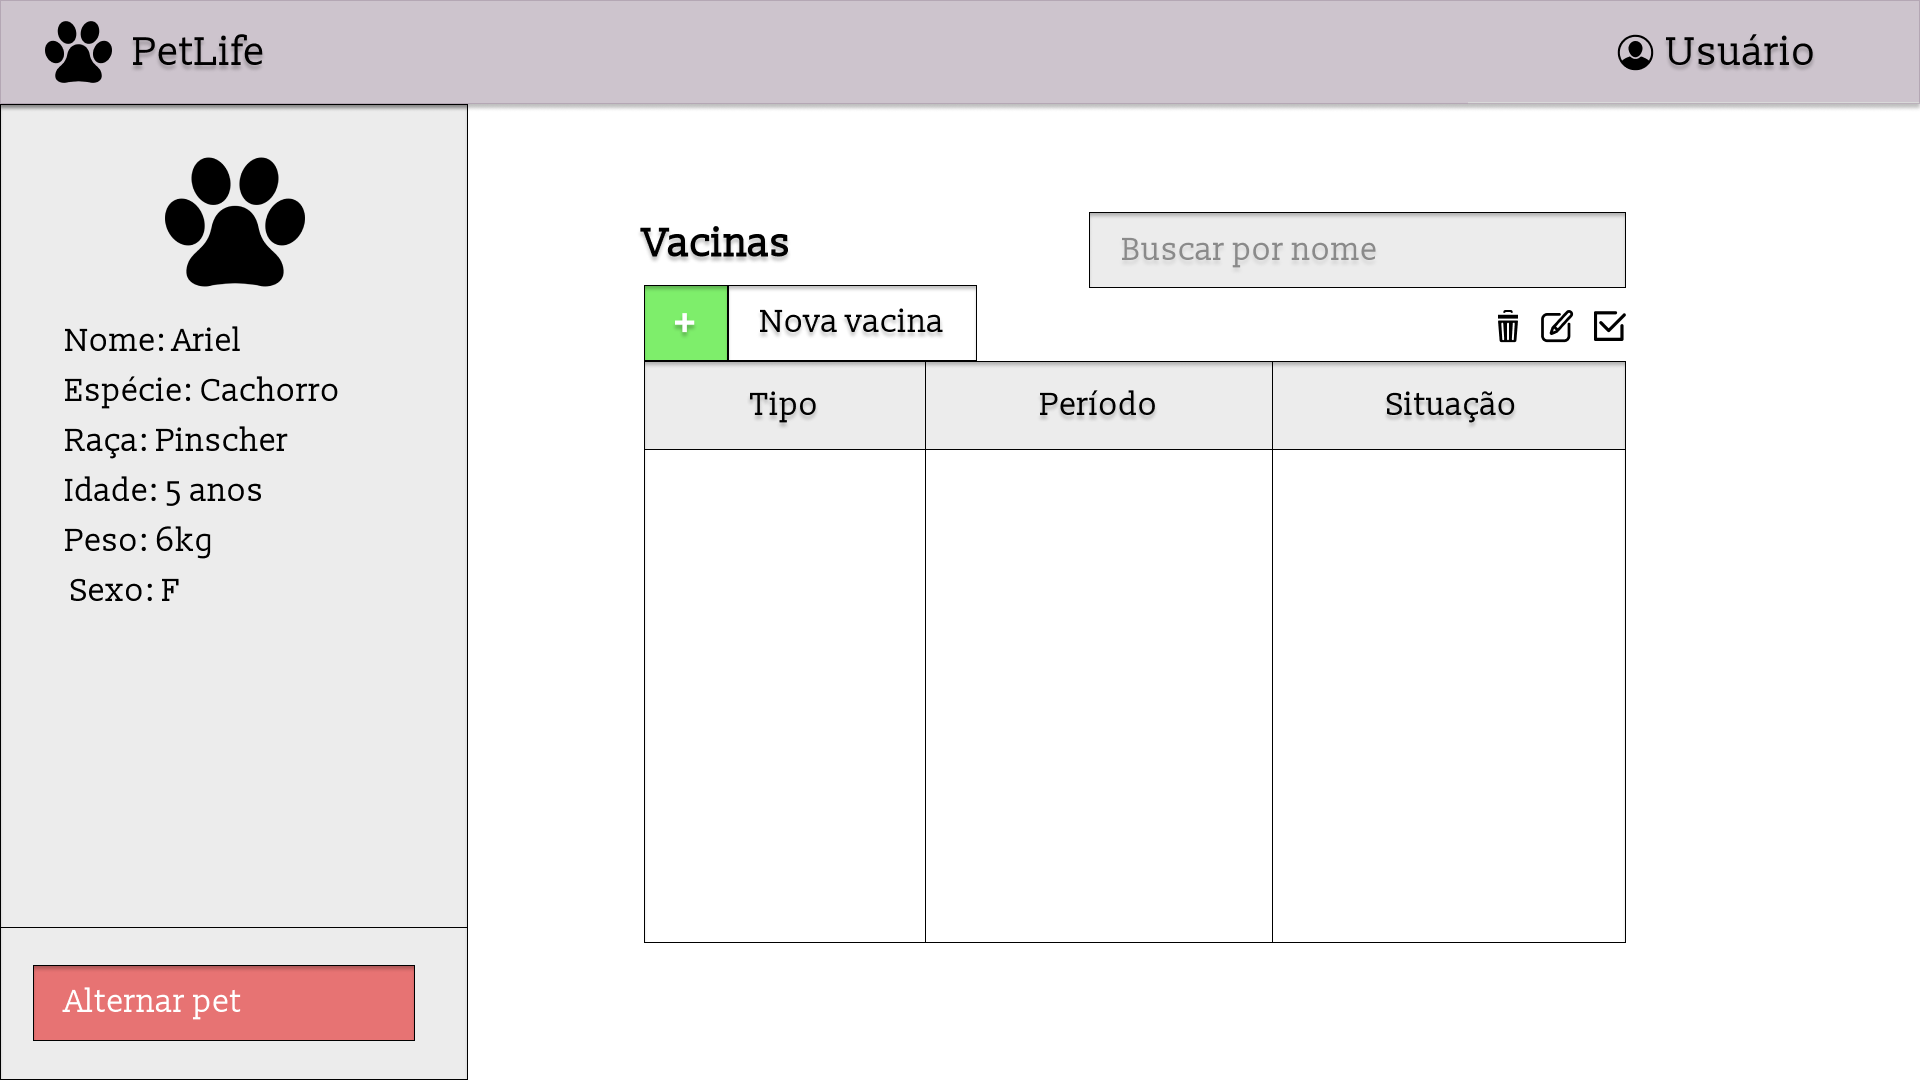 PetLife
Usuário
Nome: Ariel
Espécie: Cachorro
Raça: Pinscher
Idade: 5 anos
Peso: 6kg
Sexo: F
Alternar pet
Vacinas
Buscar por nome
+ Nova vacina
Tipo Período Situação